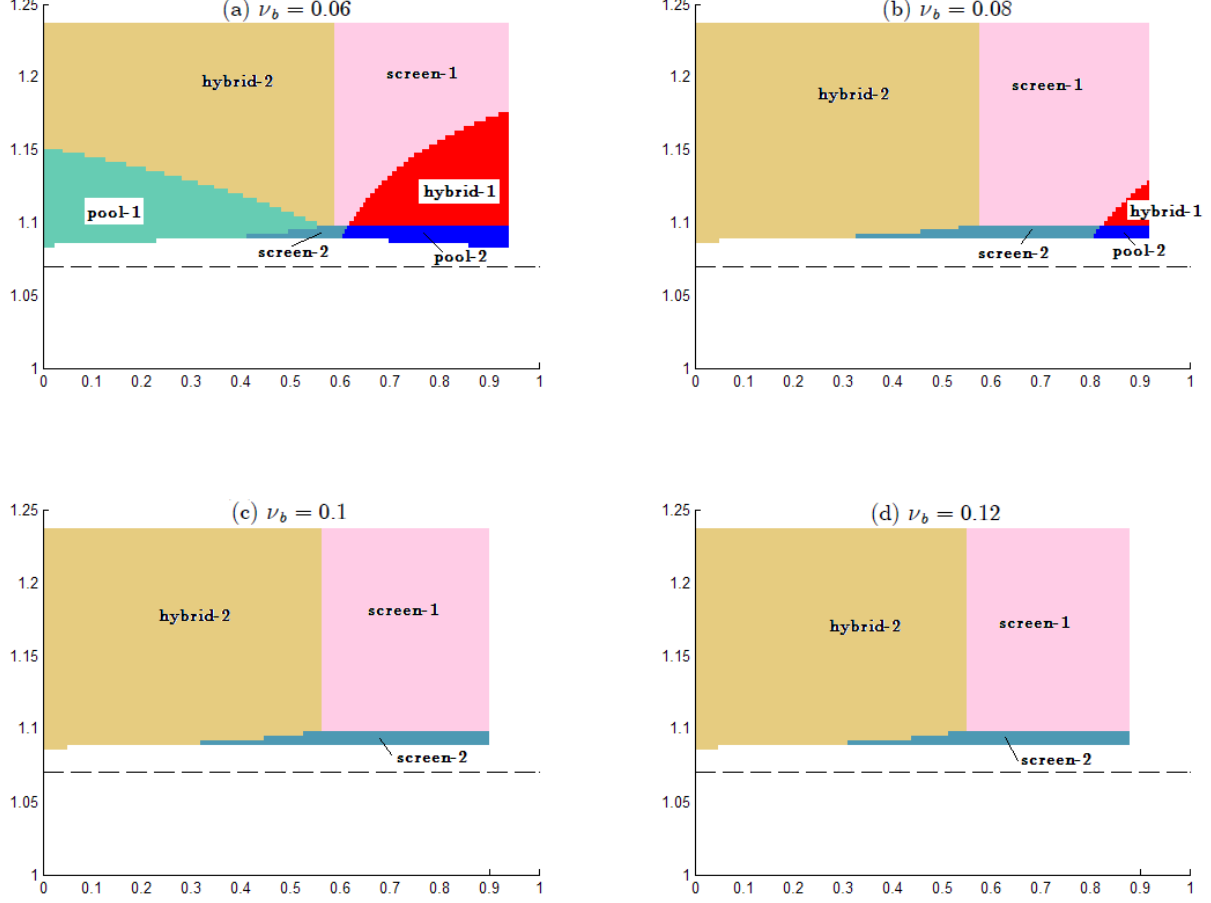 (a) ν_b = 0.06
1.25
1.2
1.15
1.1
1.05
1
hybrid-2
screen-1
pool-1
hybrid-1
screen-2
pool-2
0 0.1 0.2 0.3 0.4 0.5 0.6 0.7 0.8 0.9 1
(b) ν_b = 0.08
1.25
1.2
1.15
1.1
1.05
1
hybrid-2
screen-1
hybrid-1
screen-2
pool-2
0 0.1 0.2 0.3 0.4 0.5 0.6 0.7 0.8 0.9 1
(c) ν_b = 0.1
1.25
1.2
1.15
1.1
1.05
1
hybrid-2
screen-1
screen-2
0 0.1 0.2 0.3 0.4 0.5 0.6 0.7 0.8 0.9 1
(d) ν_b = 0.12
1.25
1.2
1.15
1.1
1.05
1
hybrid-2
screen-1
screen-2
0 0.1 0.2 0.3 0.4 0.5 0.6 0.7 0.8 0.9 1